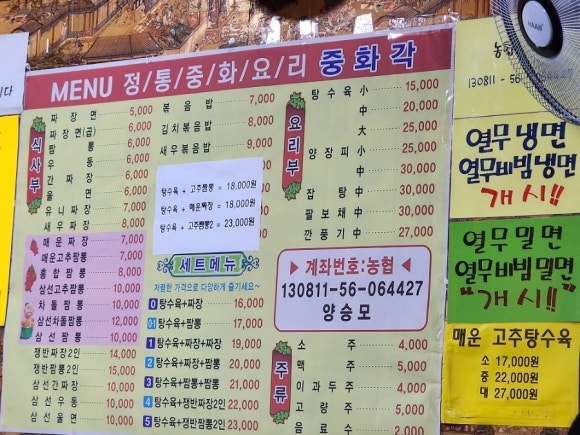 MENU 정/통/중/화/요/리 중화각
식사부
짜장면 5,000
짜장면(곱) 6,000
짬뽕 6,000
우동 6,000
간짜장 6,000
울면 6,000
유니짜장 7,000
새우짜장 8,000
매운짜장 7,000
매운고추짬뽕 7,000
홍합짬뽕 8,000
삼선고추짬뽕 10,000
차돌짬뽕 10,000
삼선차돌짬뽕 12,000
삼선짬뽕 10,000
쟁반짜장2인 14,000
쟁반짬뽕2인 15,000
삼선간짜장 10,000
삼선우동 10,000
삼선울면 10,000
볶음밥 7,000
김치볶음밥 8,000
새우볶음밥 9,000
탕수육 + 고추짬뽕 = 18,000원
탕수육 + 매운짜장 = 18,000원
탕수육 + 고추짬뽕2 = 23,000원
세트메뉴
저렴한 가격으로 다양하게 즐기세요~
탕수육+짜장 16,000
탕수육+짬뽕 17,000
1 탕수육+짜장+짜장 19,000
2 탕수육+짜장+짬뽕 20,000
3 탕수육+짬뽕+짬뽕 21,000
4 탕수육+쟁반짜장2인 22,000
5 탕수육+쟁반짬뽕2인 23,000
요리부
탕수육 小 15,000
中 20,000
大 25,000
양장피 小 25,000
大 30,000
잡탕 中 30,000
팔보채 中 30,000
깐풍기 中 27,000
▶ 계좌번호:농협 ◀
130811-56-064427
양승모
주류
소주 4,000
맥주 4,000
이과두주 4,000
고량주 5,000
음료수 2,000
130811-56-064427
열무냉면
열무비빔냉면
개시!!
열무밀면
열무비빔밀면
"개시!!"
매운 고추탕수육
소 17,000원
중 22,000원
대 27,000원
HAAN